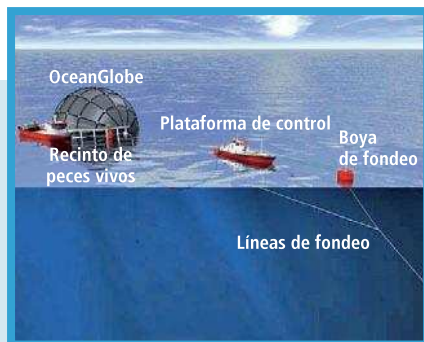 OceanGlobe
Plataforma de control
Boya
de fondeo
Recinto de
peces vivos
Líneas de fondeo